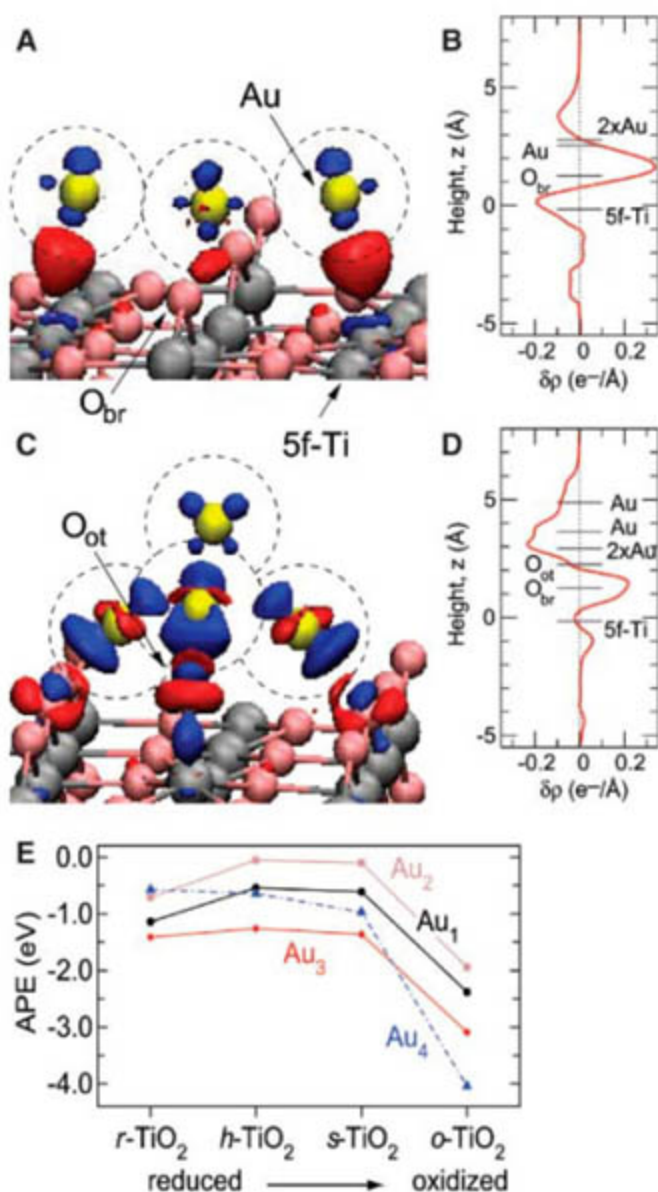 A
Au
O_br
5f-Ti
B
Height, z (Å)
5
0
-5
2xAu
Au
O_br
5f-Ti
-0.2 0 0.2
δρ (e⁻/Å)
C
O_ot
D
Height, z (Å)
5
0
-5
Au
Au
2xAu
O_ot
O_br
5f-Ti
-0.2 0 0.2
δρ (e⁻/Å)
E
APE (eV)
0.0
-1.0
-2.0
-3.0
-4.0
Au₂
Au₁
Au₃
Au₄
r-TiO₂ h-TiO₂ s-TiO₂ o-TiO₂
reduced → oxidized